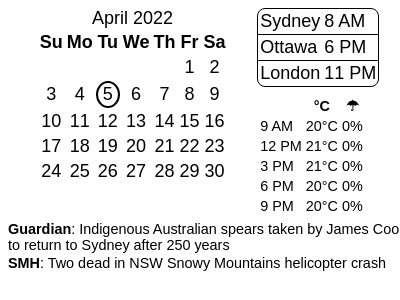 April 2022
Su Mo Tu We Th Fr Sa
1 2
3 4 5 6 7 8 9
10 11 12 13 14 15 16
17 18 19 20 21 22 23
24 25 26 27 28 29 30
Sydney 8 AM
Ottawa 6 PM
London 11 PM
°C ☂
9 AM 20°C 0%
12 PM 21°C 0%
3 PM 21°C 0%
6 PM 20°C 0%
9 PM 20°C 0%
Guardian: Indigenous Australian spears taken by James Coo
to return to Sydney after 250 years
SMH: Two dead in NSW Snowy Mountains helicopter crash